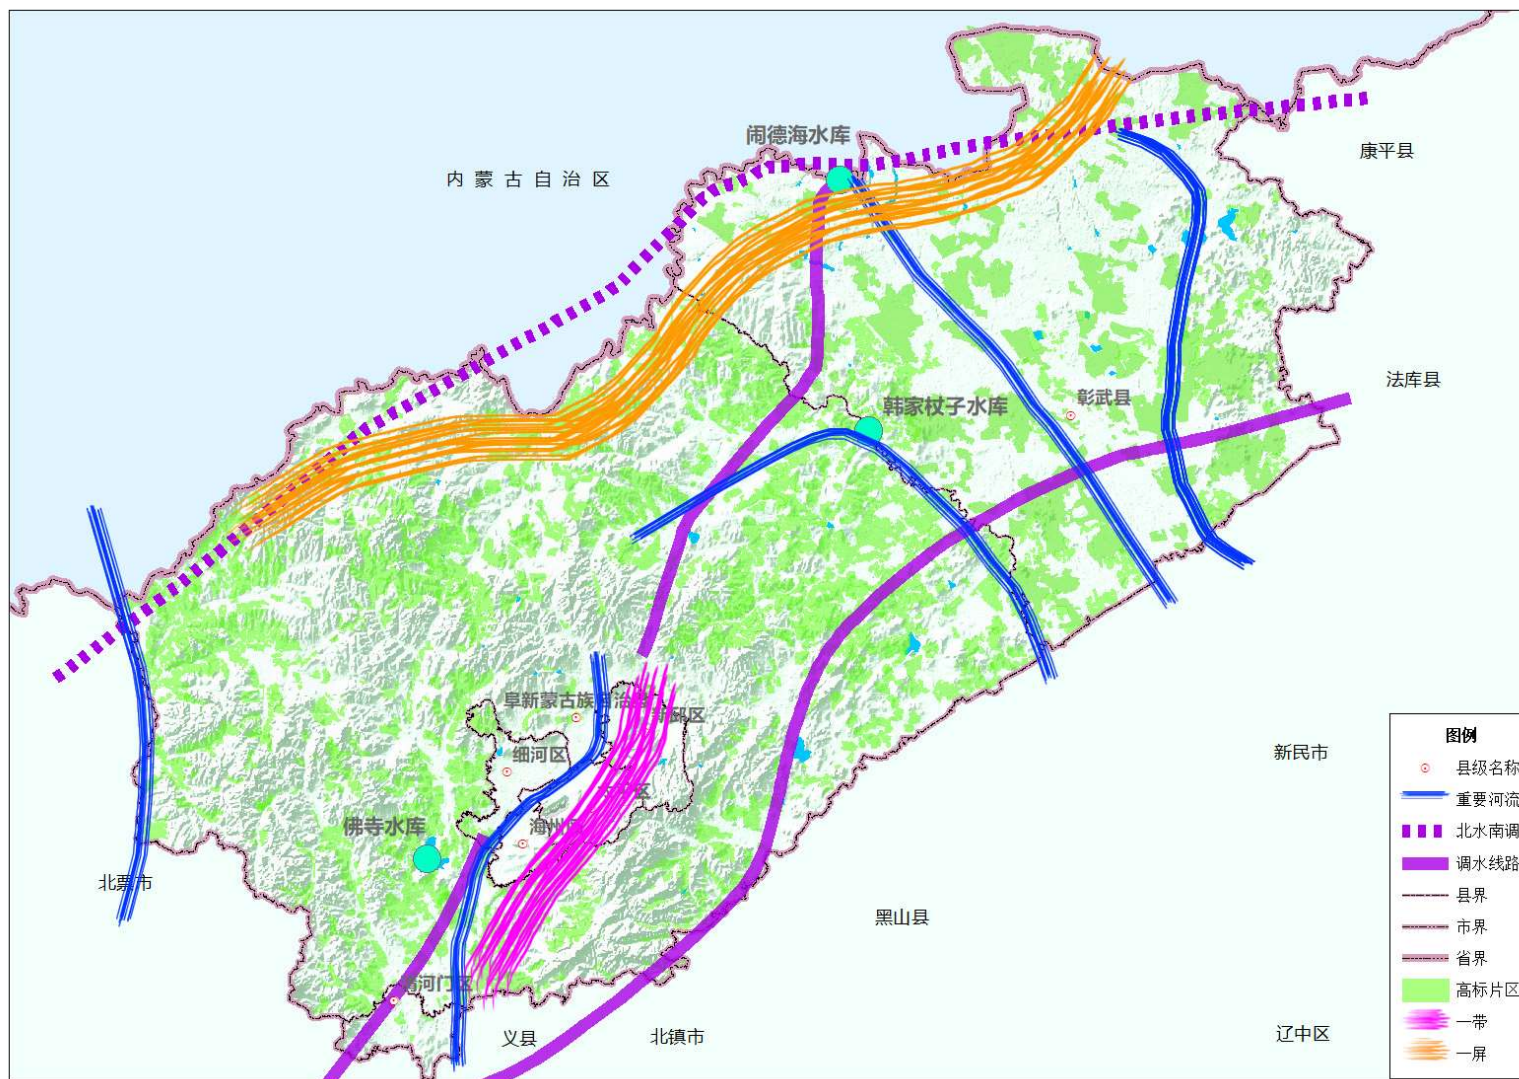 闹德海水库
康平县
内蒙古自治区
法库县
彰武县
韩家杖子水库
阜新蒙古族自治县
新邱区
细河区
海州区
佛寺水库
北票市
新民市
黑山县
清河门区
义县
北镇市
辽中区
图例
县级名称
重要河流
北水南调
调水线路
县界
市界
省界
高标片区
一带
一屏